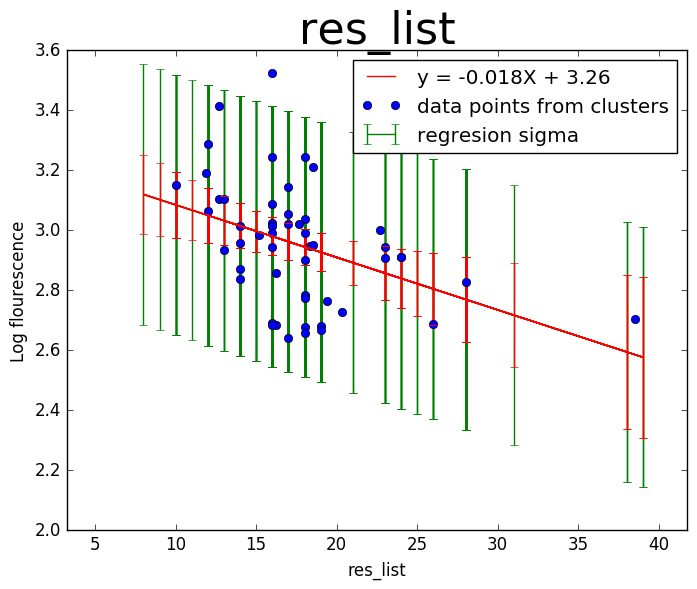 res_list
3.6
3.4
3.2
3.0
2.8
2.6
2.4
2.2
2.0
Log flourescence
y = -0.018X + 3.26
data points from clusters
regresion sigma
5 10 15 20 25 30 35 40
res_list